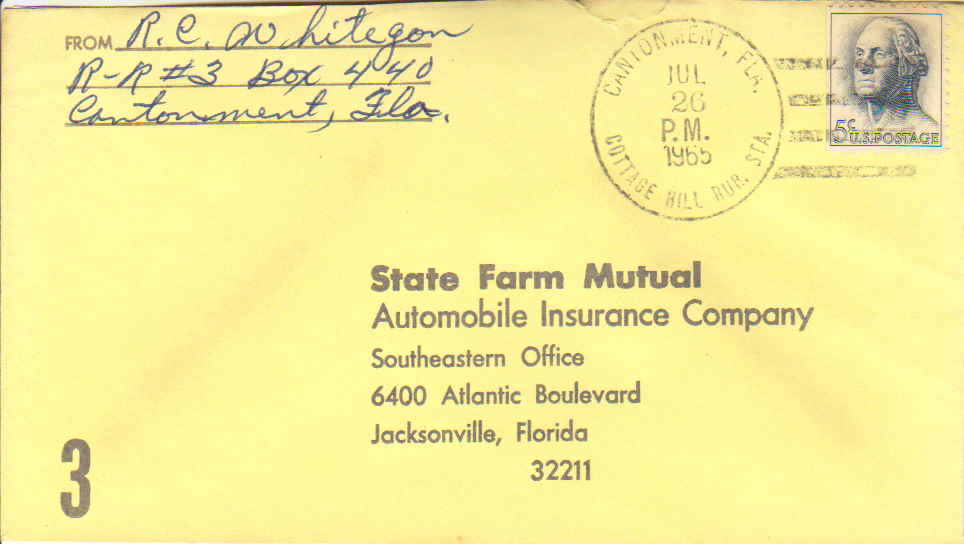 FROM R. C. Whitegon
R-R #3 Box 440
Cantonment, Fla.
CANTONMENT, FLA.
JUL
26
P.M.
1965
COTTAGE HILL RUR. STA.
5¢
U.S. POSTAGE
State Farm Mutual
Automobile Insurance Company
Southeastern Office
6400 Atlantic Boulevard
Jacksonville, Florida
32211
3